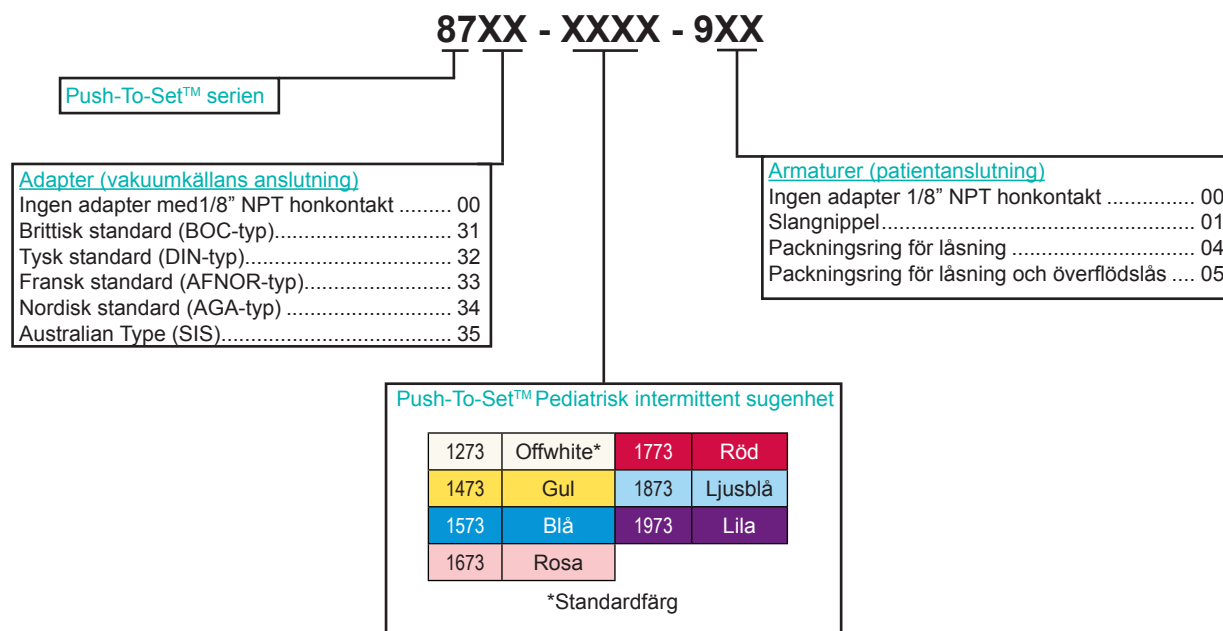 87XX - XXXX - 9XX
Push-To-Set™ serien
Adapter (vakuumkällans anslutning)
Ingen adapter med1/8” NPT honkontakt ......... 00
Brittisk standard (BOC-typ)................................. 31
Tysk standard (DIN-typ)...................................... 32
Fransk standard (AFNOR-typ)............................ 33
Nordisk standard (AGA-typ) ............................... 34
Australian Type (SIS).......................................... 35
Armaturer (patientanslutning)
Ingen adapter 1/8” NPT honkontakt ............... 00
Slangnippel...................................................... 01
Packningsring för låsning ................................ 04
Packningsring för låsning och överflödslås .... 05
Push-To-Set™ Pediatrisk intermittent sugenhet
1273 Offwhite* 1773 Röd
1473 Gul 1873 Ljusblå
1573 Blå 1973 Lila
1673 Rosa
*Standardfärg